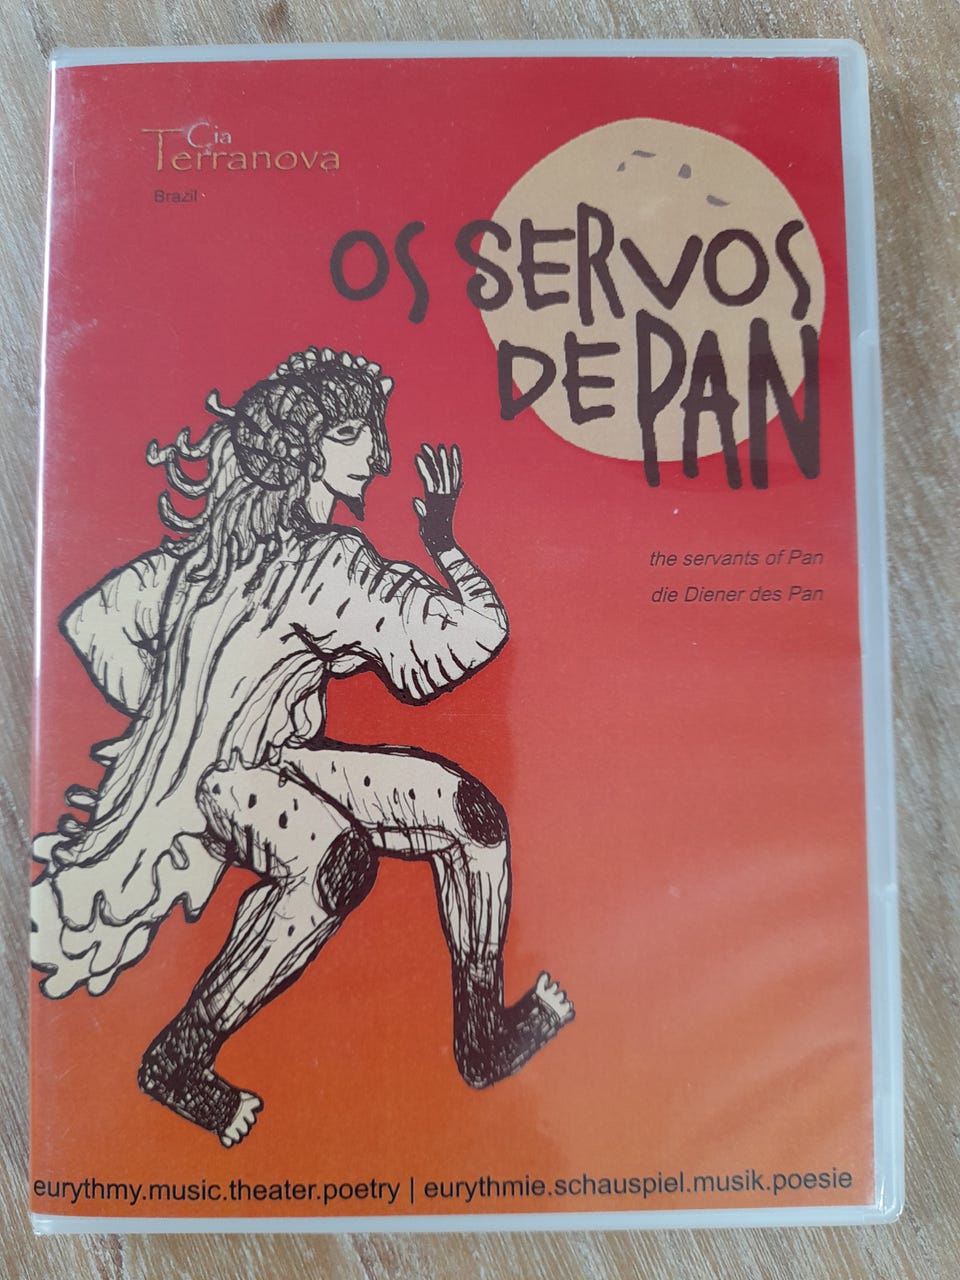 Cia
Terranova
Brazil
OS SERVOS
DE PAN
the servants of Pan
die Diener des Pan
eurythmy.music.theater.poetry | eurythmie.schauspiel.musik.poesie